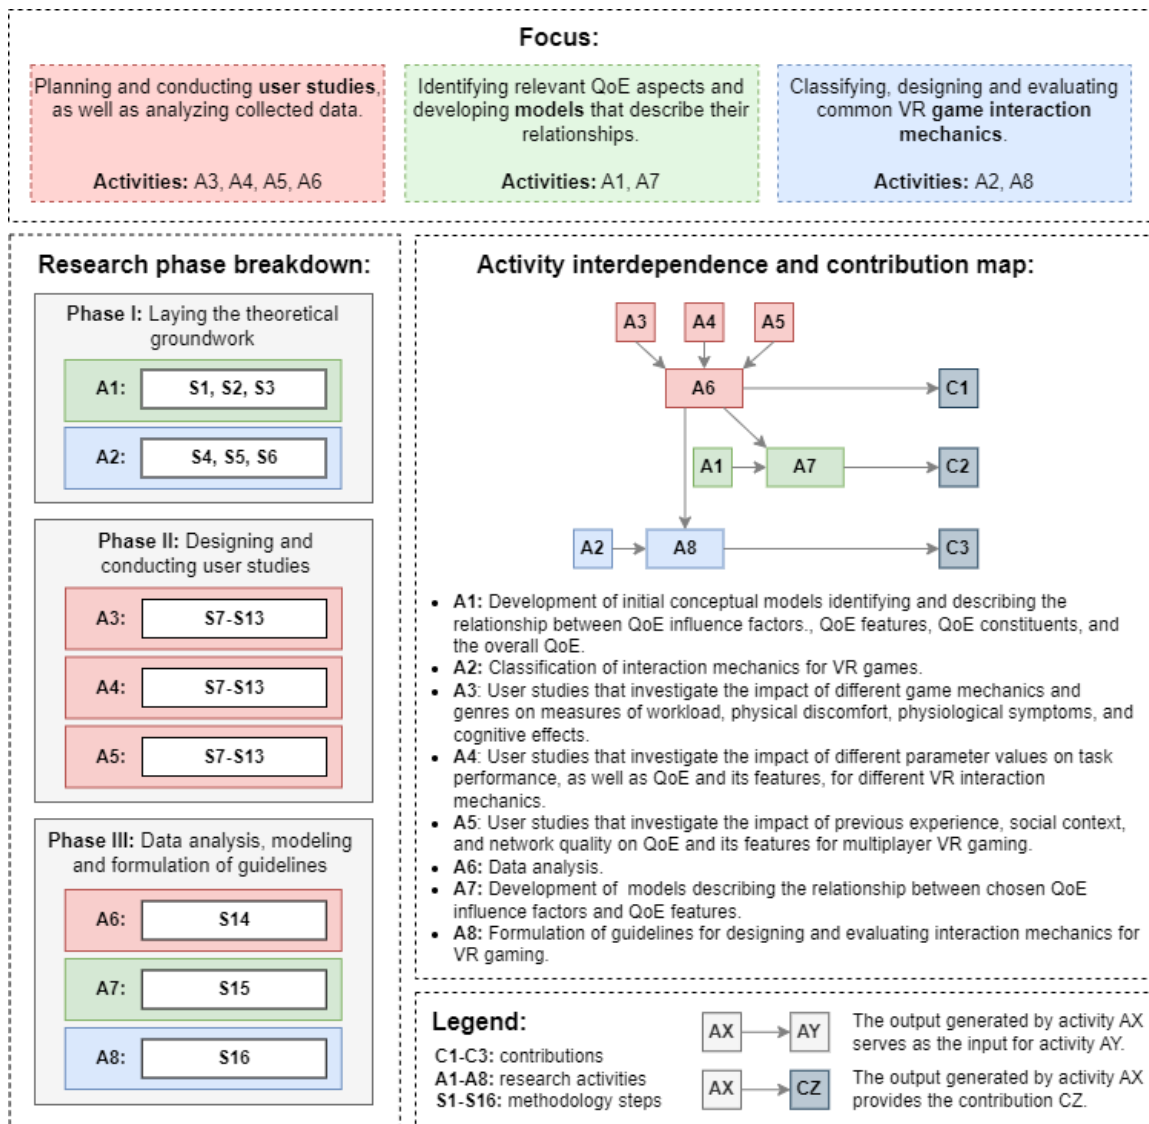 Focus:
Planning and conducting user studies,
as well as analyzing collected data.
Activities: A3, A4, A5, A6
Identifying relevant QoE aspects and
developing models that describe their
relationships.
Activities: A1, A7
Classifying, designing and evaluating
common VR game interaction
mechanics.
Activities: A2, A8
Research phase breakdown:
Phase I: Laying the theoretical
groundwork
A1:
S1, S2, S3
A2:
S4, S5, S6
Phase II: Designing and
conducting user studies
A3:
S7-S13
A4:
S7-S13
A5:
S7-S13
Phase III: Data analysis, modeling
and formulation of guidelines
A6:
S14
A7:
S15
A8:
S16
Activity interdependence and contribution map:
A3
A4
A5
A6
C1
A1
A7
C2
A2
A8
C3
• A1: Development of initial conceptual models identifying and describing the
relationship between QoE influence factors., QoE features, QoE constituents, and
the overall QoE.
• A2: Classification of interaction mechanics for VR games.
• A3: User studies that investigate the impact of different game mechanics and
genres on measures of workload, physical discomfort, physiological symptoms, and
cognitive effects.
• A4: User studies that investigate the impact of different parameter values on task
performance, as well as QoE and its features, for different VR interaction
mechanics.
• A5: User studies that investigate the impact of previous experience, social context,
and network quality on QoE and its features for multiplayer VR gaming.
• A6: Data analysis.
• A7: Development of models describing the relationship between chosen QoE
influence factors and QoE features.
• A8: Formulation of guidelines for designing and evaluating interaction mechanics for
VR gaming.
Legend:
C1-C3: contributions
A1-A8: research activities
S1-S16: methodology steps
AX
AY
The output generated by activity AX
serves as the input for activity AY.
AX
CZ
The output generated by activity AX
provides the contribution CZ.